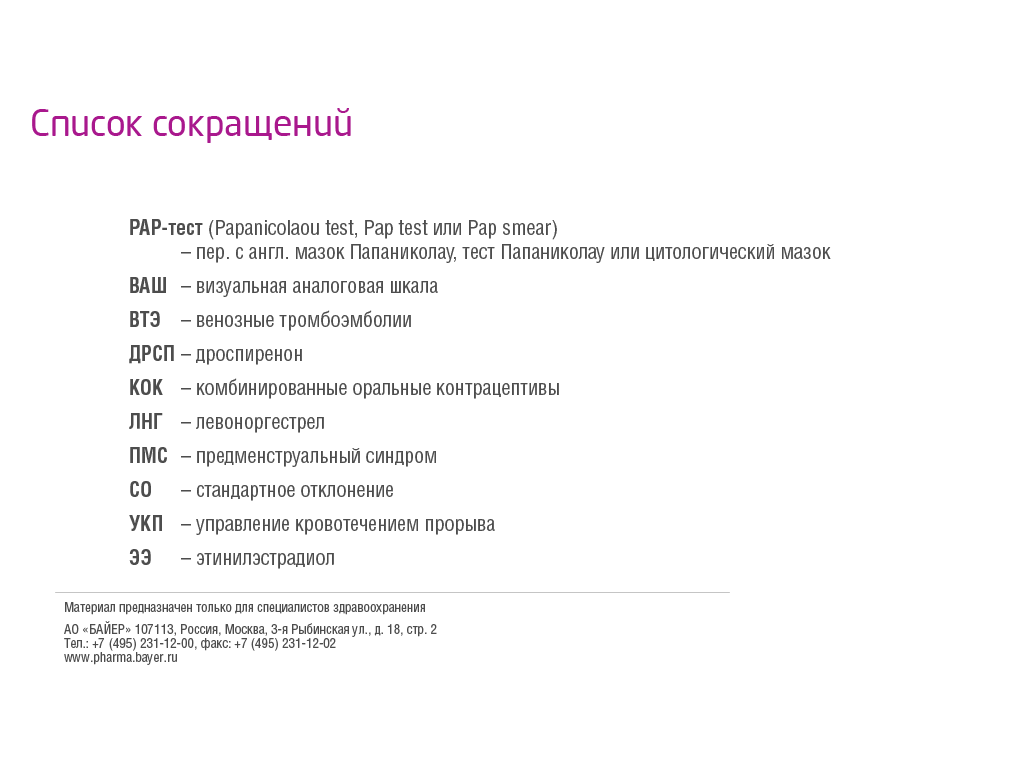 Список сокращений
PAP-тест (Papanicolaou test, Pap test или Pap smear)
– пер. с англ. мазок Папаниколау, тест Папаниколау или цитологический мазок
ВАШ – визуальная аналоговая шкала
ВТЭ – венозные тромбоэмболии
ДРСП – дроспиренон
КОК – комбинированные оральные контрацептивы
ЛНГ – левоноргестрел
ПМС – предменструальный синдром
СО – стандартное отклонение
УКП – управление кровотечением прорыва
ЭЭ – этинилэстрадиол
Материал предназначен только для специалистов здравоохранения
АО «БАЙЕР» 107113, Россия, Москва, 3-я Рыбинская ул., д. 18, стр. 2
Тел.: +7 (495) 231-12-00, факс: +7 (495) 231-12-02
www.pharma.bayer.ru